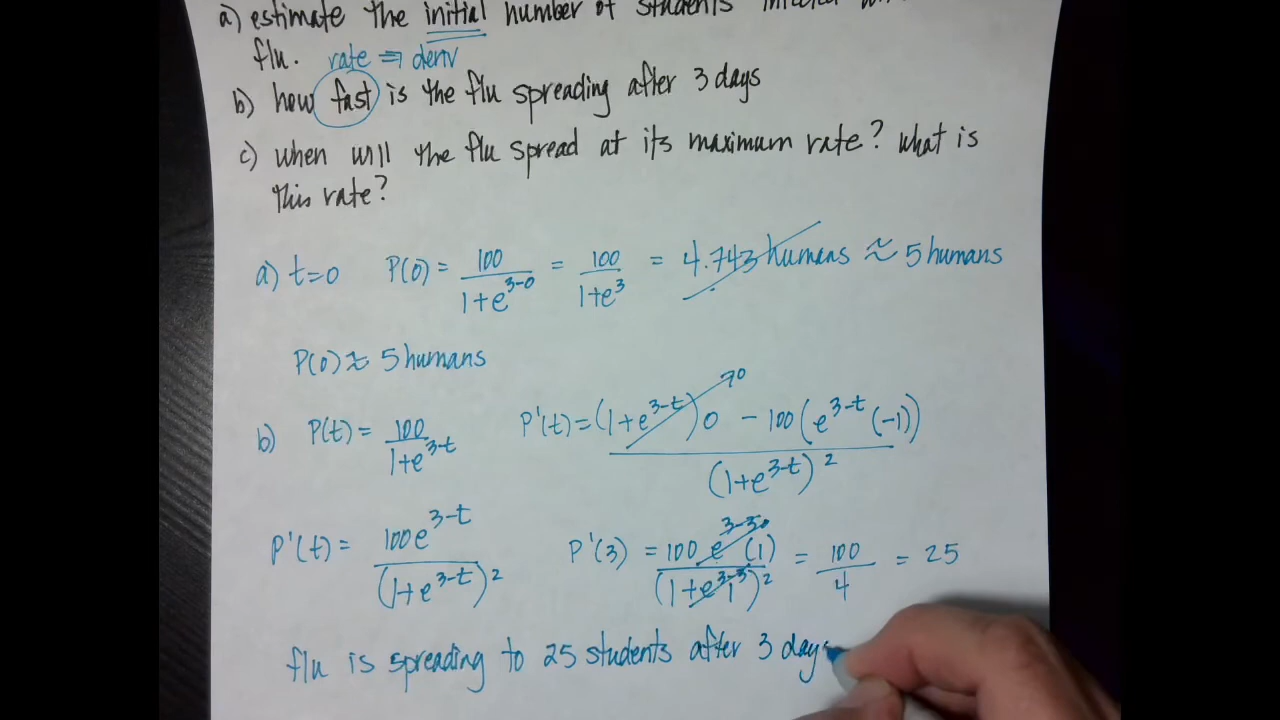 a) estimate the initial number of students
flu. rate ⇒ deriv
b) how fast is the flu spreading after 3 days
c) when will the flu spread at its maximum rate? What is
this rate?
a) t=0 P(0) = 100/(1+e^(3-0)) = 100/(1+e^3) = 4.743 humans ≈ 5 humans
P(0) ≈ 5 humans
b) P(t) = 100/(1+e^(3-t)) P'(t) = ((1+e^(3-t))0 - 100(e^(3-t)(-1)))/(1+e^(3-t))^2
P'(t) = 100e^(3-t)/(1+e^(3-t))^2 P'(3) = 100e^(3-3)(1)/(1+e^(3-3))^2 = 100/4 = 25
flu is spreading to 25 students after 3 days